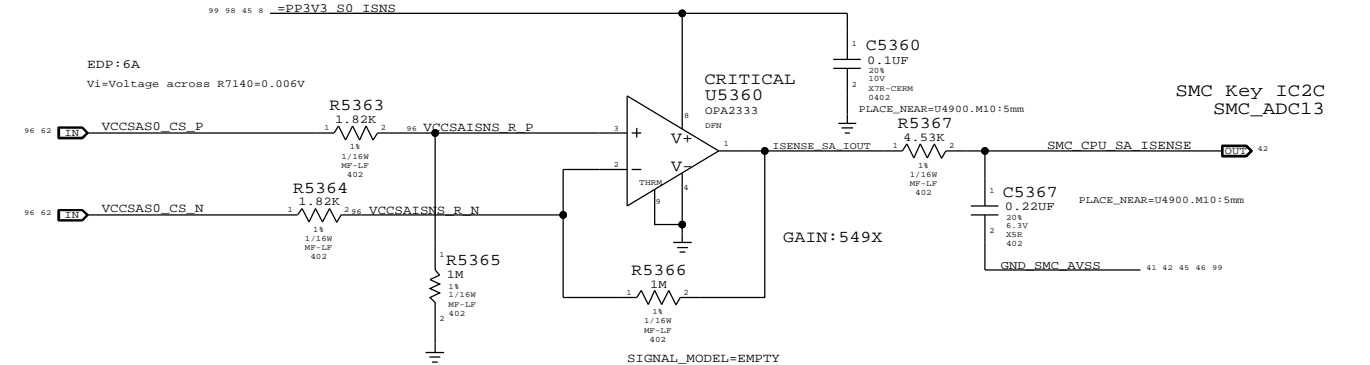 99 98 45 8 =PP3V3_S0_ISNS
EDP:6A
Vi=Voltage across R7140=0.006V
CRITICAL
U5360
OPA2333
DFN
1 C5360
0.1UF
20%
10V
2 X7R-CERM
0402
PLACE_NEAR=U4900.M10:5mm
SMC Key IC2C
SMC_ADC13
R5363
1.82K
96 62 IN VCCSAS0_CS_P 1 2 96 VCCSAISNS_R_P 3 +
1%
1/16W
MF-LF
402
8
V+
R5367
4.53K
1 ISENSE_SA_IOUT 1 2 SMC_CPU_SA_ISENSE OUT 42
1%
1/16W
MF-LF
402
2 -
V-
THRM
9 4
R5364
1.82K
96 62 IN VCCSAS0_CS_N 1 2 96 VCCSAISNS_R_N
1%
1/16W
MF-LF
402
1 C5367
0.22UF
20%
6.3V
2 X5R
402
PLACE_NEAR=U4900.M10:5mm
GAIN:549X
GND_SMC_AVSS 41 42 45 46 99
1 R5365
1M
1%
1/16W
MF-LF
402
2
R5366
1M
1 2
1%
1/16W
MF-LF
402
SIGNAL_MODEL=EMPTY